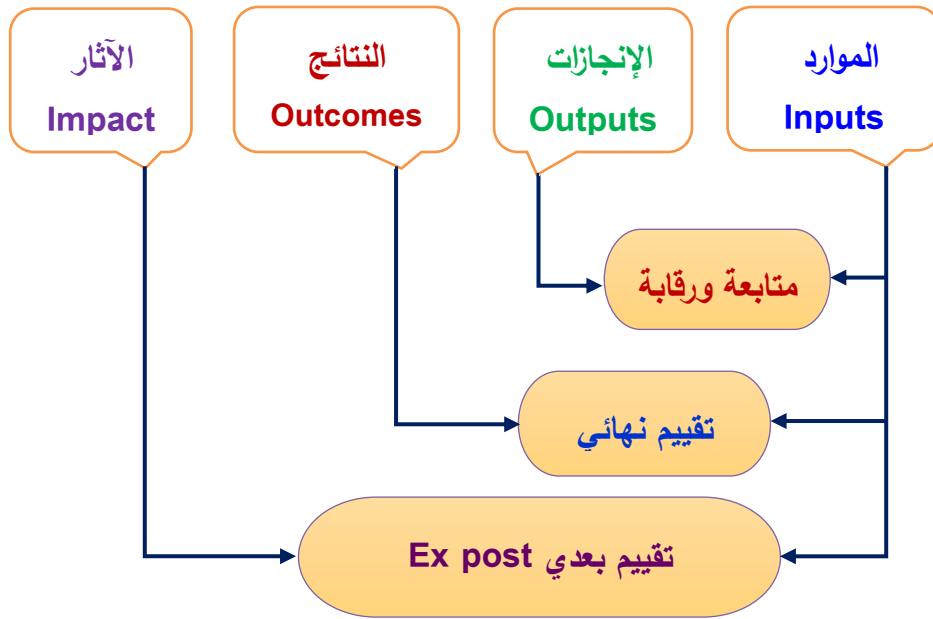 الموارد
Inputs
الإنجازات
Outputs
النتائج
Outcomes
الآثار
Impact
متابعة ورقابة
تقييم نهائي
تقييم بعدي Ex post